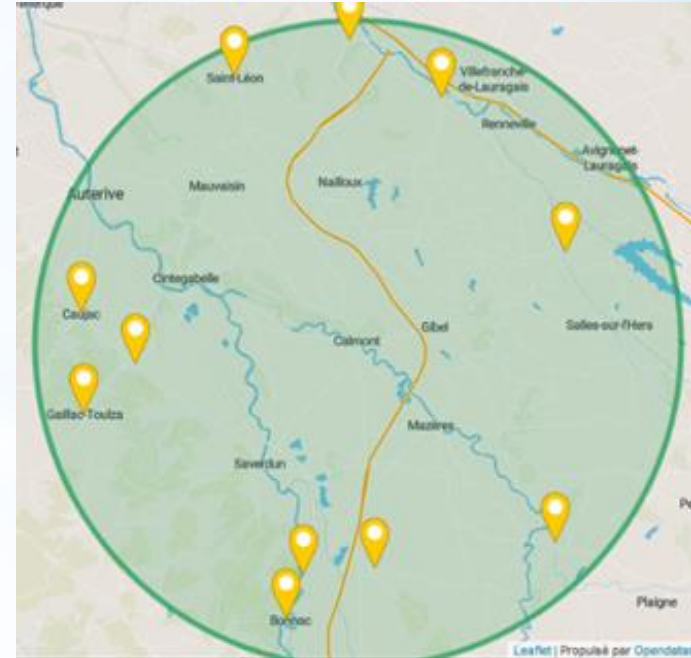 Saint-Léon
Villefranche-
de-Lauragais
Renneville
Avignonet-
Lauragais
Mauvaisin
Nailloux
Auterive
Cintegabelle
Caujac
Calmont
Gibel
Salles-sur-l'Hers
Gaillac-Toulza
Mazères
Saverdun
Bonnac
Plaigne
Leaflet | Propulsé par Opendata